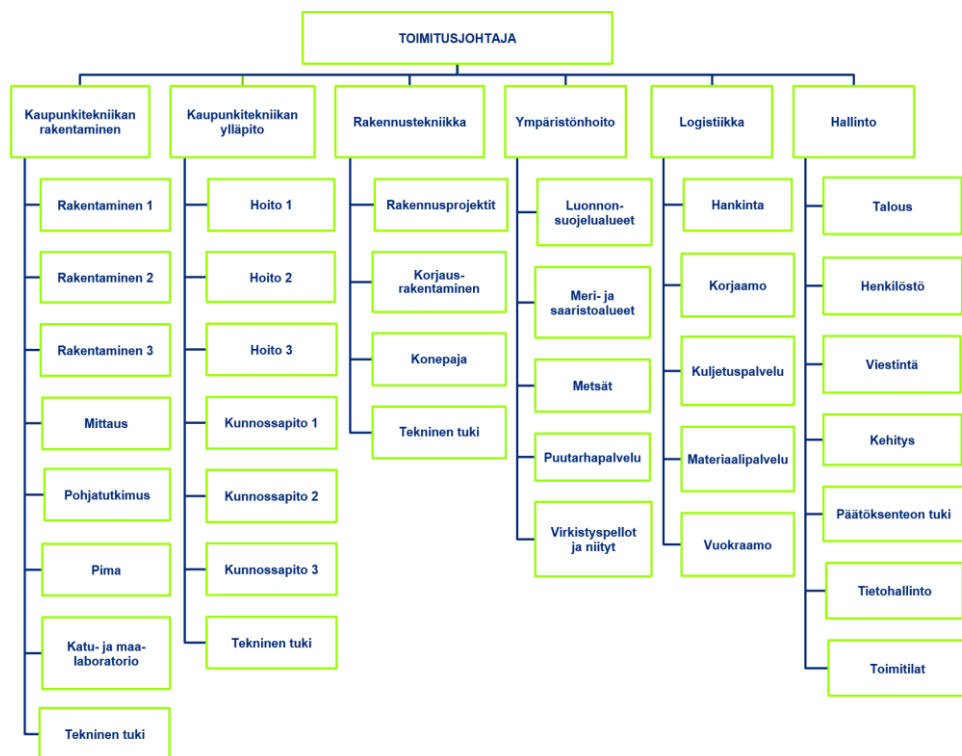 TOIMITUSJOHTAJA
Kaupunkitekniikan
rakentaminen
Kaupunkitekniikan
ylläpito
Rakennustekniikka
Ympäristönhoito
Logistiikka
Hallinto
Rakentaminen 1
Rakentaminen 2
Rakentaminen 3
Mittaus
Pohjatutkimus
Pima
Katu- ja maa-
laboratorio
Tekninen tuki
Hoito 1
Hoito 2
Hoito 3
Kunnossapito 1
Kunnossapito 2
Kunnossapito 3
Tekninen tuki
Rakennusprojektit
Korjaus-
rakentaminen
Konepaja
Tekninen tuki
Luonnon-
suojelualueet
Meri- ja
saaristoalueet
Metsät
Puutarhapalvelu
Virkistyspellot
ja niityt
Hankinta
Korjaamo
Kuljetuspalvelu
Materiaalipalvelu
Vuokraamo
Talous
Henkilöstö
Viestintä
Kehitys
Päätöksenteon tuki
Tietohallinto
Toimitilat